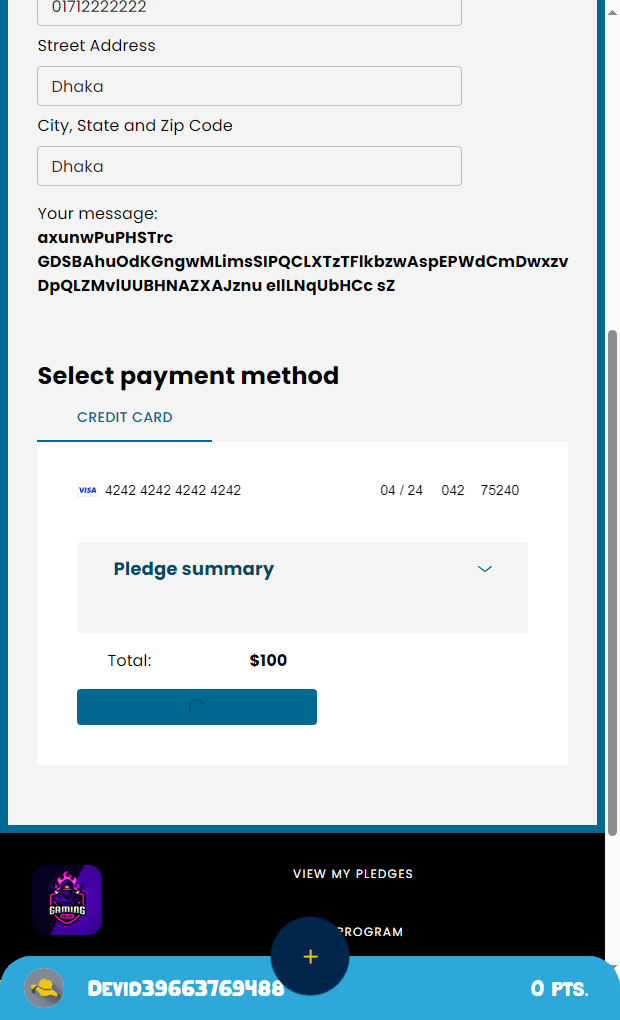 01712222222
Street Address
Dhaka
City, State and Zip Code
Dhaka
Your message:
axunwPuPHSTrc
GDSBAhuOdKGngwMLimsSIPQCLXTzTFlkbzwAspEPWdCmDwxzv
DpQLZMvlUUBHNAZXAJznu eIlLNqUbHCc sZ
Select payment method
CREDIT CARD
VISA 4242 4242 4242 4242 04 / 24 042 75240
Pledge summary
Total: $100
VIEW MY PLEDGES
GAMING
PROGRAM
+
Devid39663769488 0 PTS.